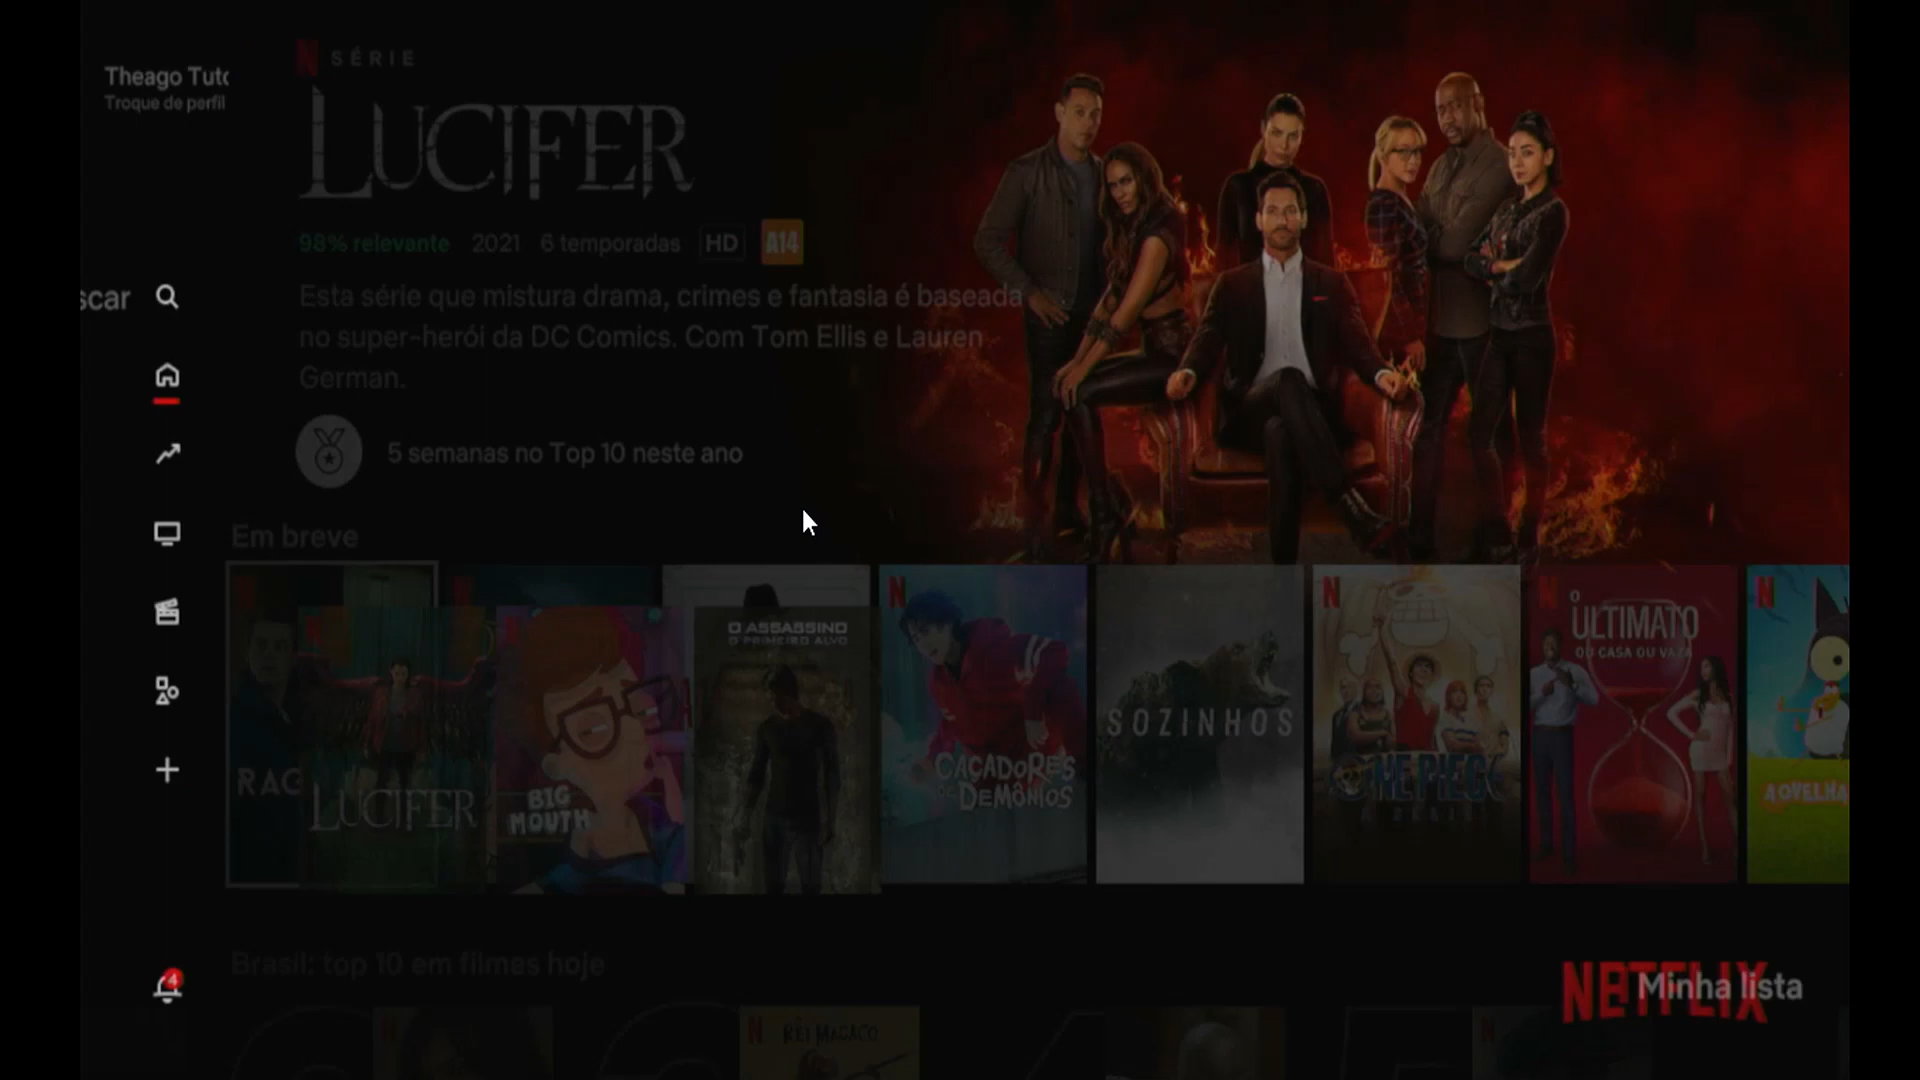 Theago Tuto
Troque de perfil
SÉRIE
LUCIFER
98% relevante 2021 6 temporadas HD A14
Esta série que mistura drama, crimes e fantasia é baseada
no super-herói da DC Comics. Com Tom Ellis e Lauren
German.
scar
5 semanas no Top 10 neste ano
Em breve
RAG
LUCIFER
BIG
MOUTH
O ASSASSINO
O PRIMEIRO ALVO
CAÇADORES
DE DEMÔNIOS
SOZINHOS
ONE PIECE
O ULTIMATO
OU CASA OU VAZA
A OVELHA
4
Brasil: top 10 em filmes hoje
REI MACACO
NETFLIX
Minha lista